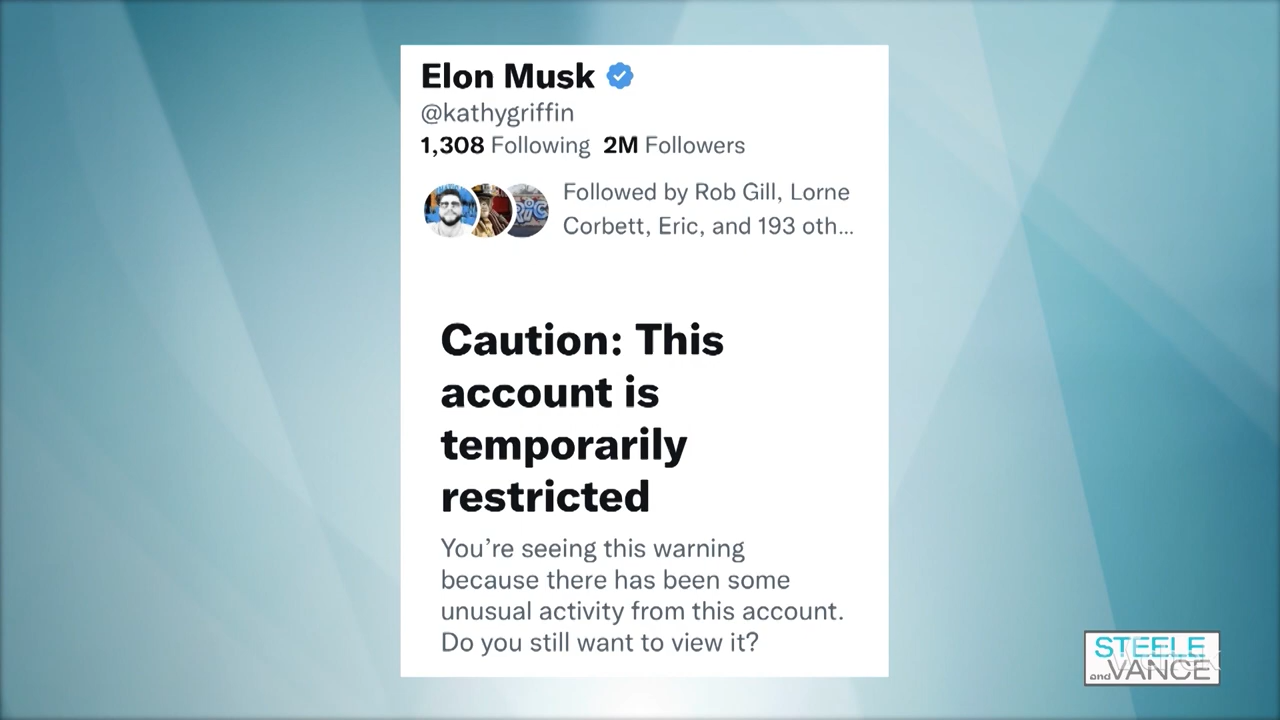 Elon Musk
@kathygriffin
1,308 Following 2M Followers
Followed by Rob Gill, Lorne
Corbett, Eric, and 193 oth...
Caution: This
account is
temporarily
restricted
You’re seeing this warning
because there has been some
unusual activity from this account.
Do you still want to view it?
STEELE
and VANCE